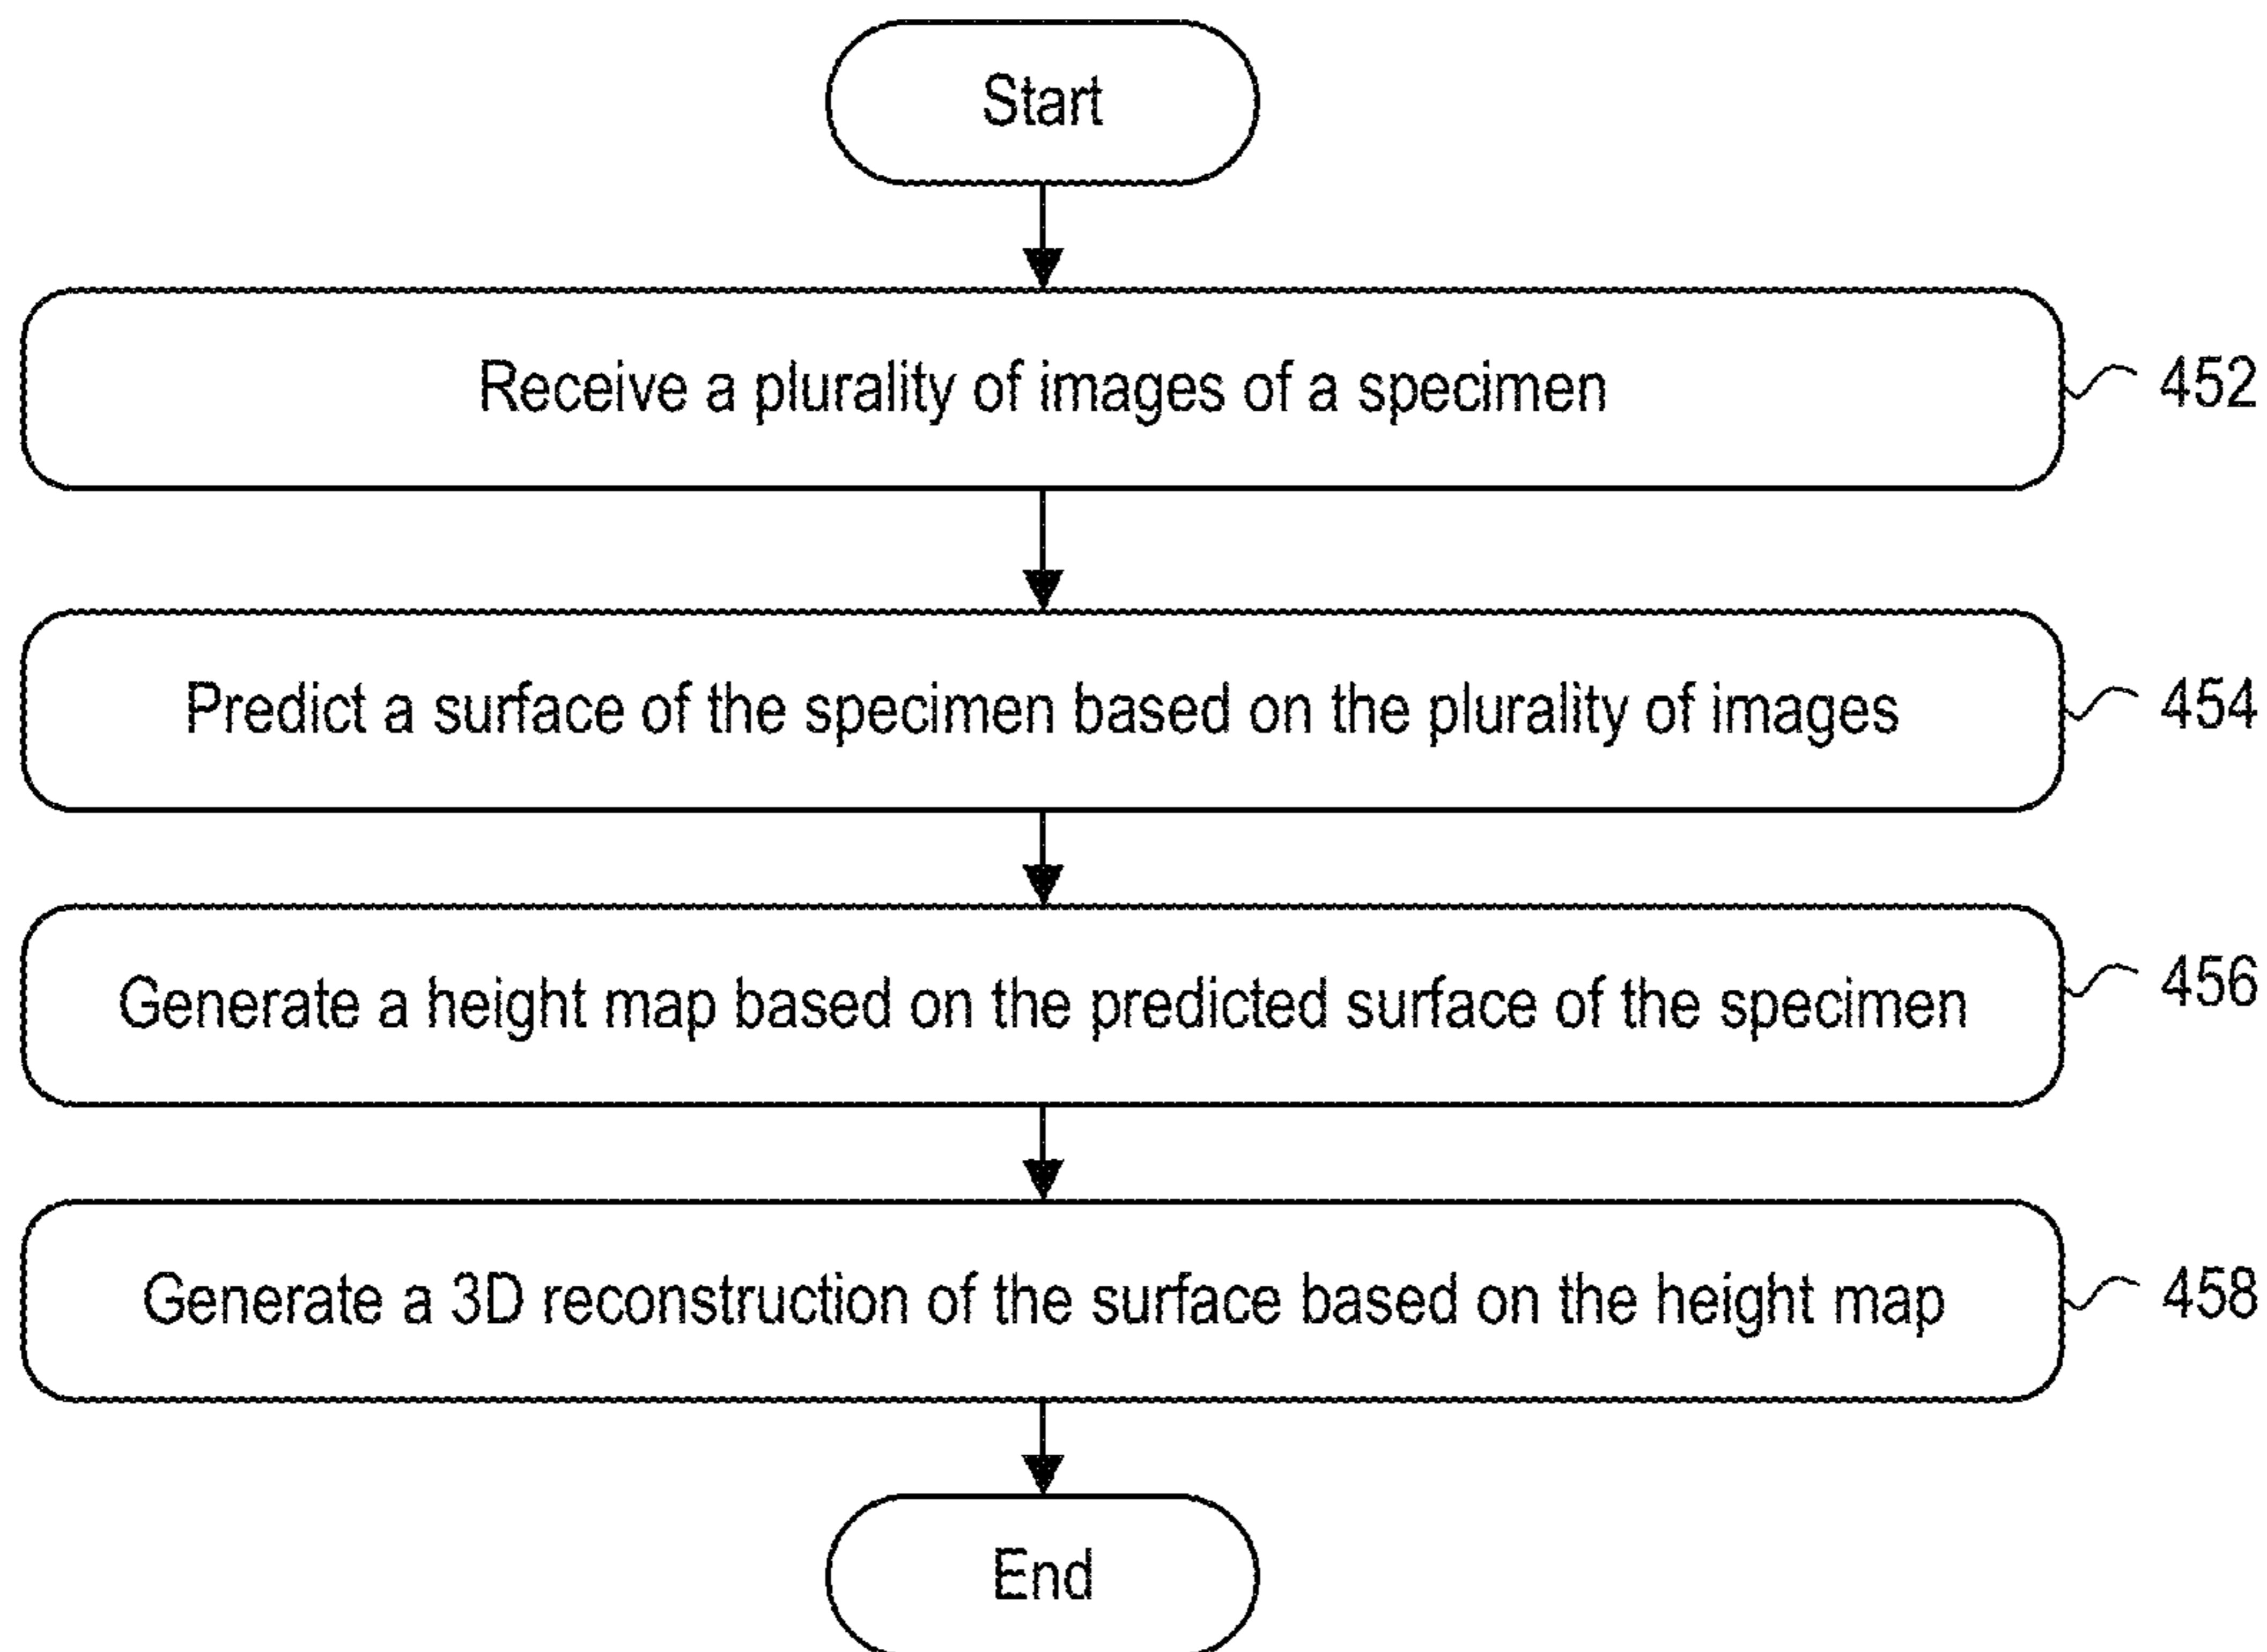 Start
Receive a plurality of images of a specimen
452
Predict a surface of the specimen based on the plurality of images
454
Generate a height map based on the predicted surface of the specimen
456
Generate a 3D reconstruction of the surface based on the height map
458
End